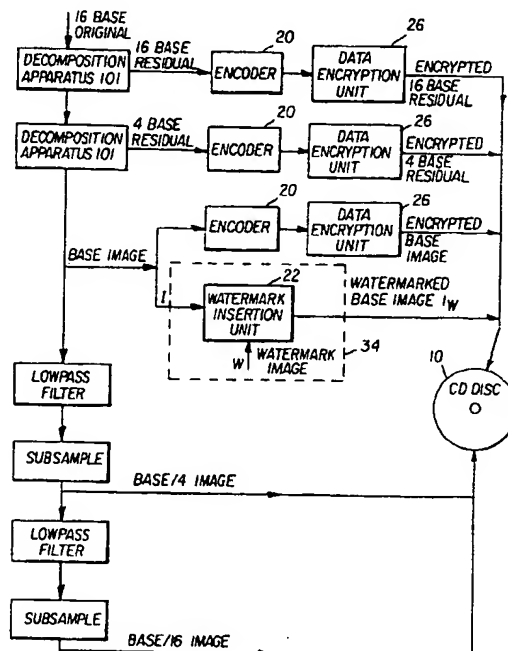 16 BASE
ORIGINAL
DECOMPOSITION
APPARATUS 101
16 BASE
RESIDUAL
20
ENCODER
26
DATA
ENCRYPTION
UNIT
ENCRYPTED
16 BASE
RESIDUAL
DECOMPOSITION
APPARATUS 101
4 BASE
RESIDUAL
20
ENCODER
26
DATA
ENCRYPTION
UNIT
ENCRYPTED
4 BASE
RESIDUAL
BASE IMAGE
20
ENCODER
26
DATA
ENCRYPTION
UNIT
ENCRYPTED
BASE
IMAGE
I
22
WATERMARK
INSERTION
UNIT
WATERMARKED
BASE IMAGE IW
W
WATERMARK
IMAGE
34
10
CD DISC
LOWPASS
FILTER
SUBSAMPLE
BASE/4 IMAGE
LOWPASS
FILTER
SUBSAMPLE
BASE/16 IMAGE